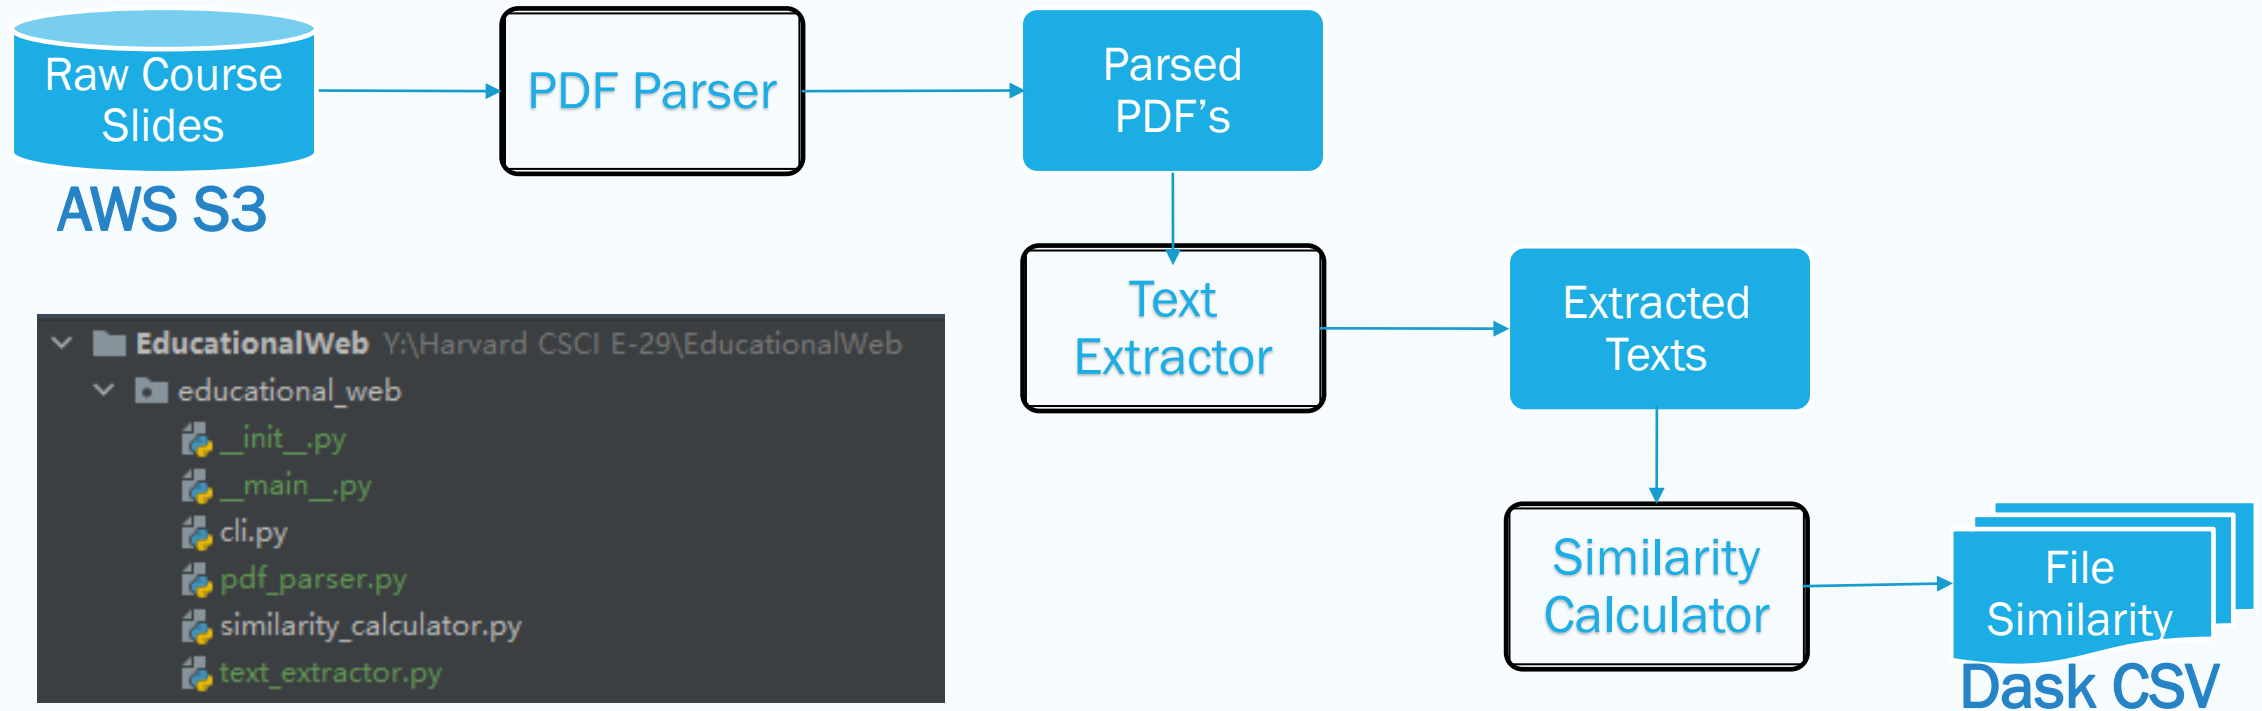 Raw Course
Slides
AWS S3
PDF Parser
Parsed
PDF's
Text
Extractor
Extracted
Texts
Similarity
Calculator
File
Similarity
Dask CSV
EducationalWeb Y:\Harvard CSCI E-29\EducationalWeb
educational_web
__init__.py
__main__.py
cli.py
pdf_parser.py
similarity_calculator.py
text_extractor.py